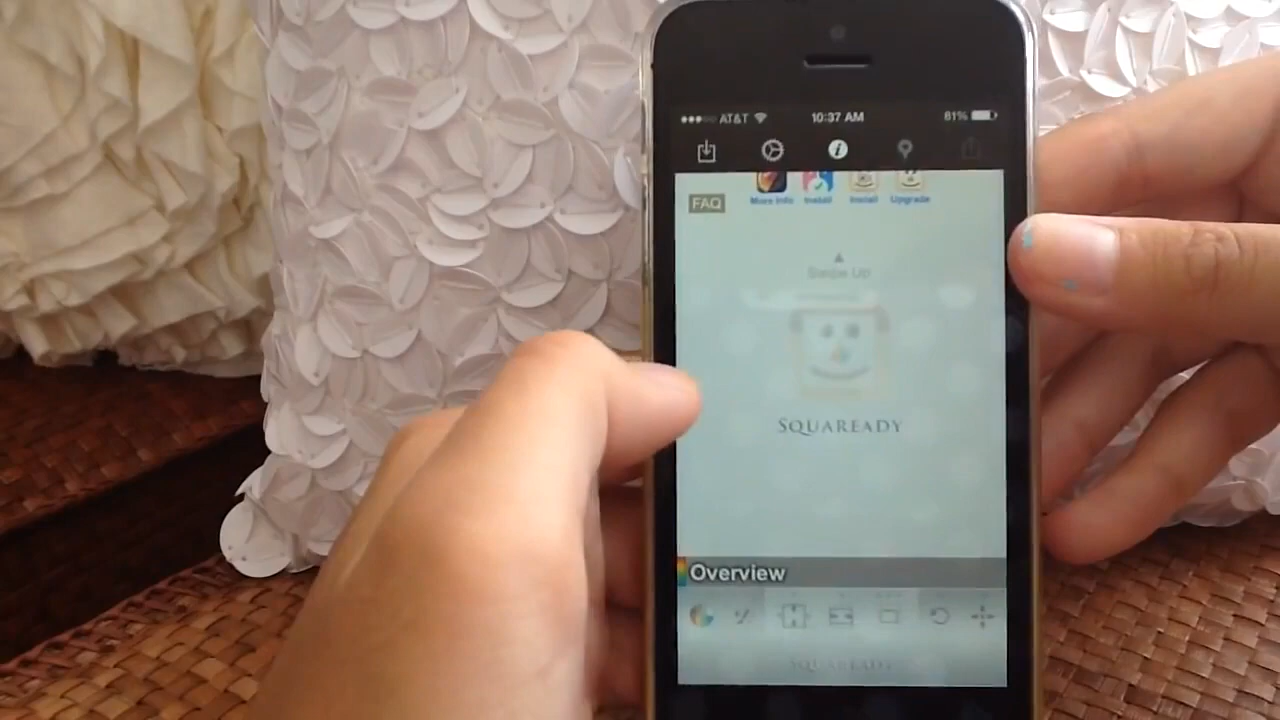 AT&T 10:37 AM 81%
FAQ More Info Install Install Upgrade
Swipe Up
SQUAREADY
Overview
SQUAREADY